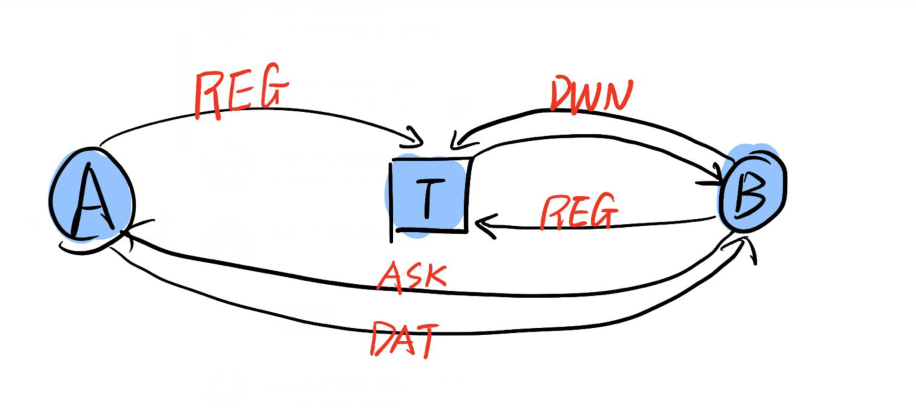 REG
DWN
A
T
B
REG
ASK
DAT